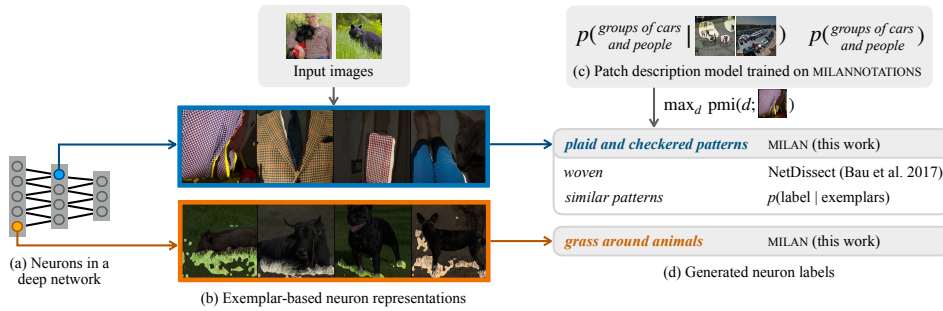 Input images
p(groups of cars and people | ) p(groups of cars and people)
(c) Patch description model trained on MILANNOTATIONS
max_d pmi(d; )
plaid and checkered patterns MILAN (this work)
woven NetDissect (Bau et al. 2017)
similar patterns p(label | exemplars)
grass around animals MILAN (this work)
(a) Neurons in a
deep network
(b) Exemplar-based neuron representations
(d) Generated neuron labels